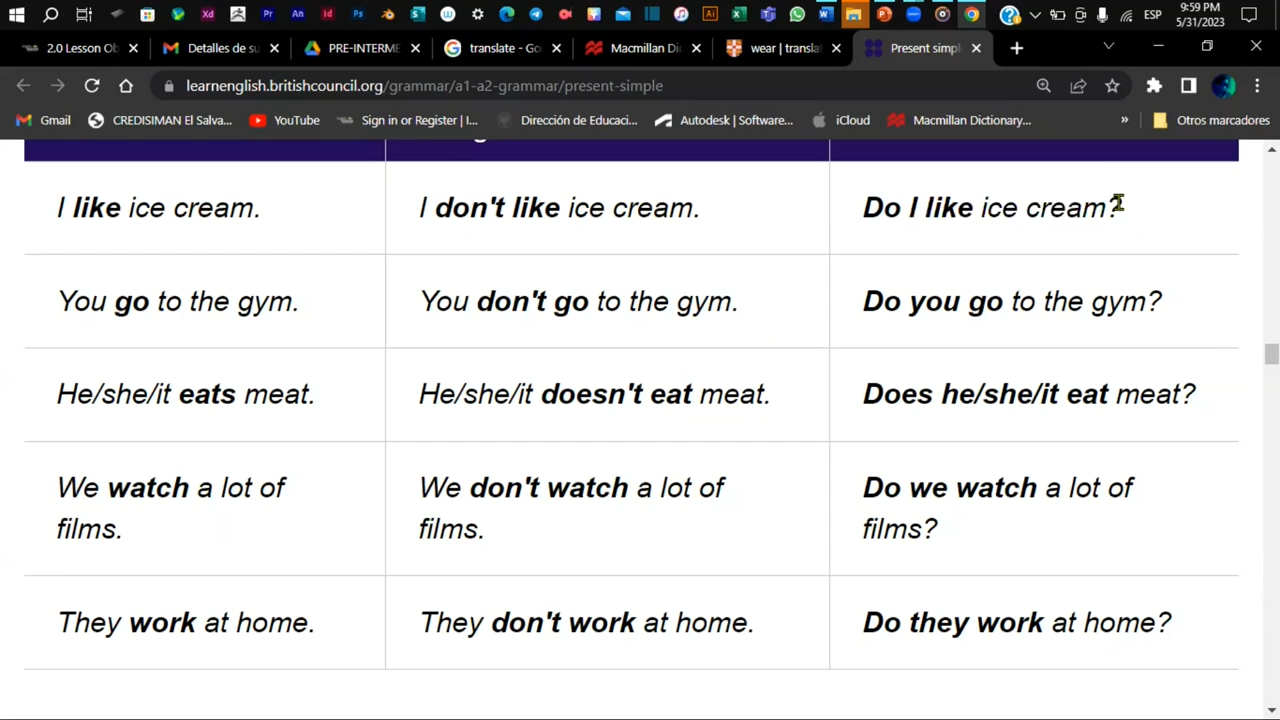 9:59 PM
ESP
5/31/2023
2.0 Lesson Ob
Detalles de su
PRE-INTERME
translate - Go
Macmillan Dic
wear | translat
Present simpl
learnenglish.britishcouncil.org/grammar/a1-a2-grammar/present-simple
Gmail
CREDISIMAN El Salva...
YouTube
Sign in or Register | I...
Dirección de Educaci...
Autodesk | Software...
iCloud
Macmillan Dictionary...
»
Otros marcadores
I like ice cream.
I don't like ice cream.
Do I like ice cream?
You go to the gym.
You don't go to the gym.
Do you go to the gym?
He/she/it eats meat.
He/she/it doesn't eat meat.
Does he/she/it eat meat?
We watch a lot of
films.
We don't watch a lot of
films.
Do we watch a lot of
films?
They work at home.
They don't work at home.
Do they work at home?